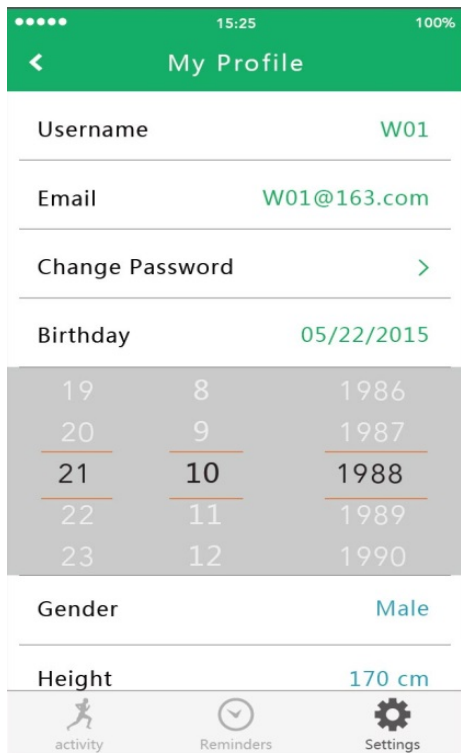 15:25 100%
My Profile
Username W01
Email W01@163.com
Change Password >
Birthday 05/22/2015
19 8 1986
20 9 1987
21 10 1988
22 11 1989
23 12 1990
Gender Male
Height 170 cm
activity Reminders Settings